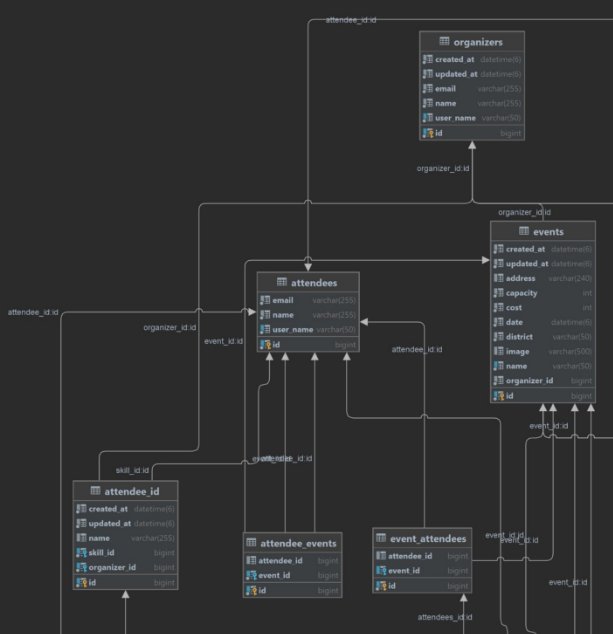 attendee_id:id
organizers
created_at datetime(6)
updated_at datetime(6)
email varchar(255)
name varchar(255)
user_name varchar(50)
id bigint
organizer_id:id
organizer_id:id
events
created_at datetime(6)
updated_at datetime(6)
address varchar(240)
capacity int
cost int
date datetime(6)
district varchar(50)
image varchar(500)
name varchar(50)
organizer_id bigint
id bigint
attendees
email varchar(255)
name varchar(255)
user_name varchar(50)
id bigint
attendee_id:id
organizer_id:id
event_id:id
attendee_id:id
event_id:id
skill_id:id
attendee_id:id
attendee_id
created_at datetime(6)
updated_at datetime(6)
name varchar(255)
skill_id bigint
organizer_id bigint
id bigint
attendee_events
attendee_id bigint
event_id bigint
id bigint
event_attendees
attendee_id bigint
event_id bigint
id bigint
event_id:id
event_id:id
event_id:id
attendees_id:id